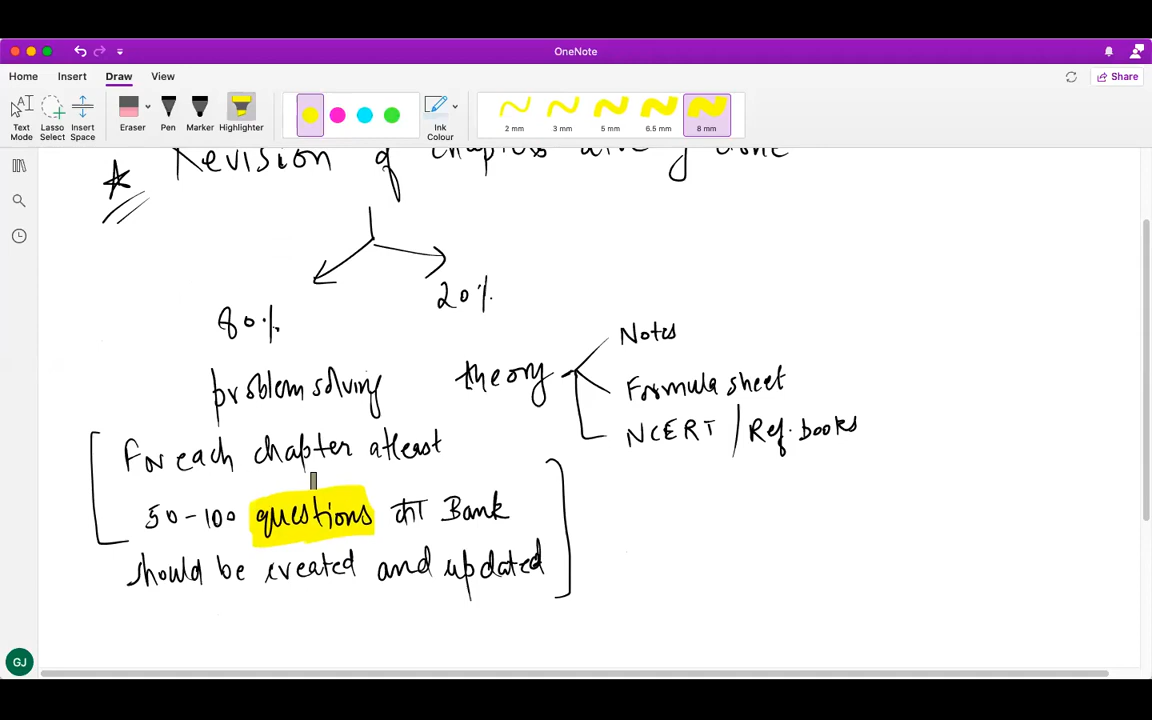 OneNote
Home Insert Draw View
Share
Text Mode
Lasso Select
Insert Space
Eraser
Pen
Marker
Highlighter
Ink Colour
2 mm
3 mm
5 mm
6.5 mm
8 mm
Revision of chapters already done
80%
20%
problem solving
theory
Notes
Formula sheet
NCERT / Ref. books
For each chapter atleast
50-100 questions Bank
should be created and updated
GJ